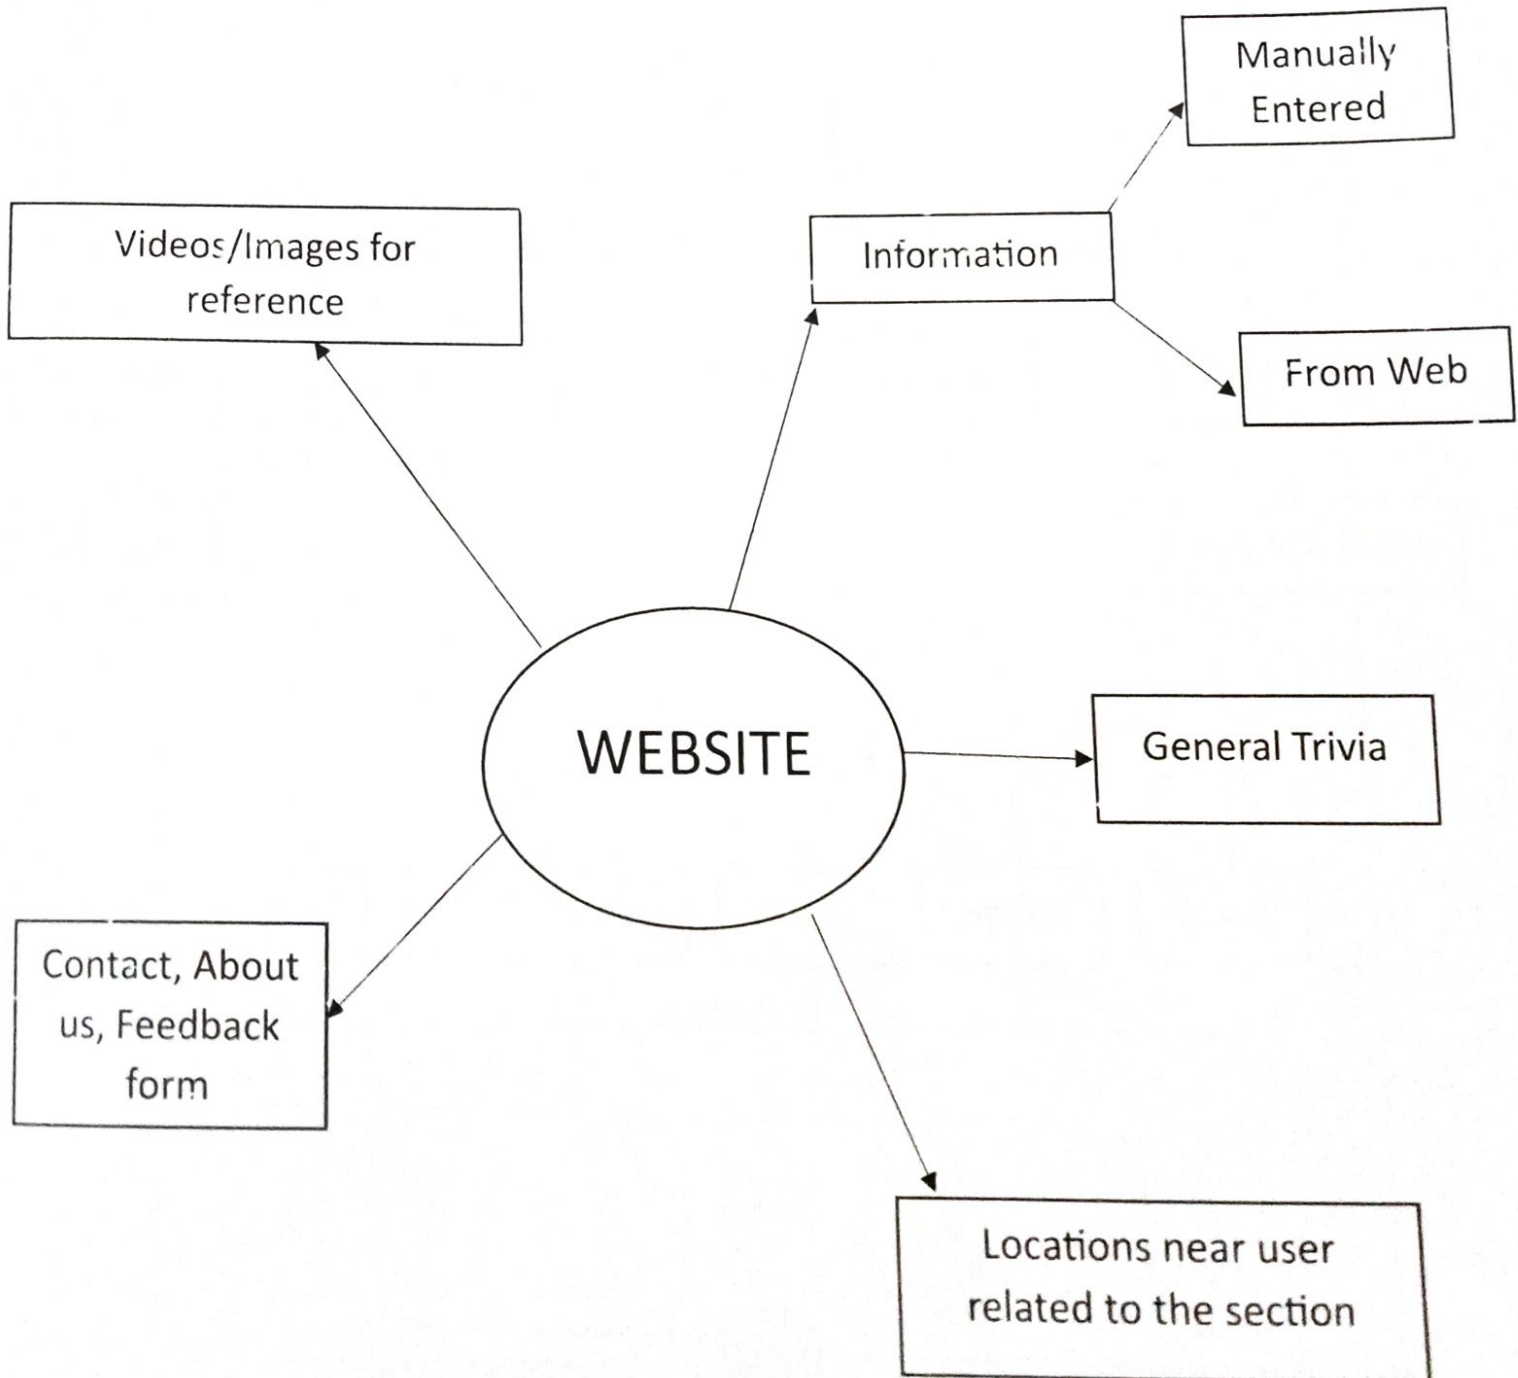 Manually
Entered
Videos/Images for
reference
Information
From Web
WEBSITE
General Trivia
Contact, About
us, Feedback
form
Locations near user
related to the section